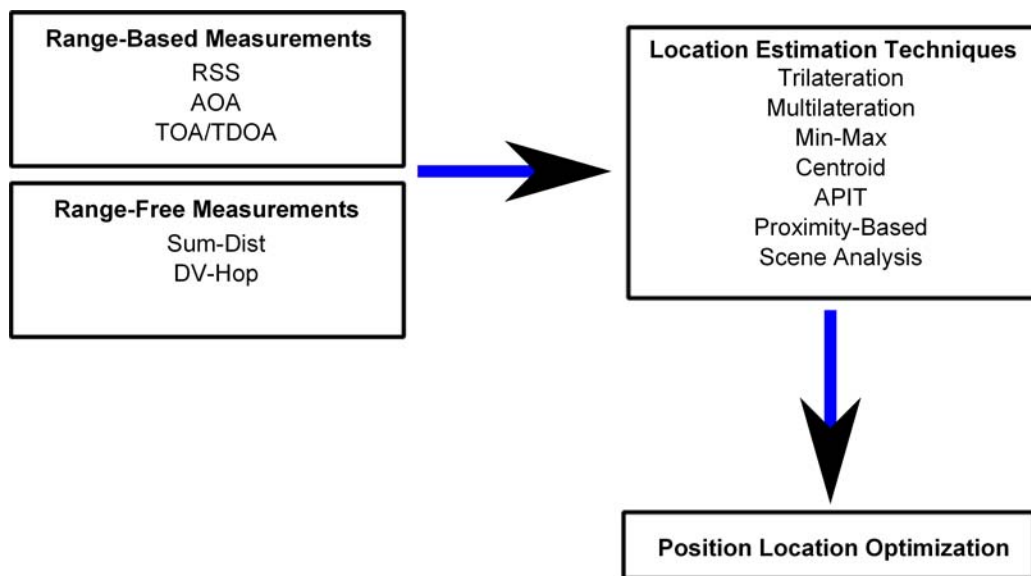 Range-Based Measurements
RSS
AOA
TOA/TDOA
Range-Free Measurements
Sum-Dist
DV-Hop
Location Estimation Techniques
Trilateration
Multilateration
Min-Max
Centroid
APIT
Proximity-Based
Scene Analysis
Position Location Optimization